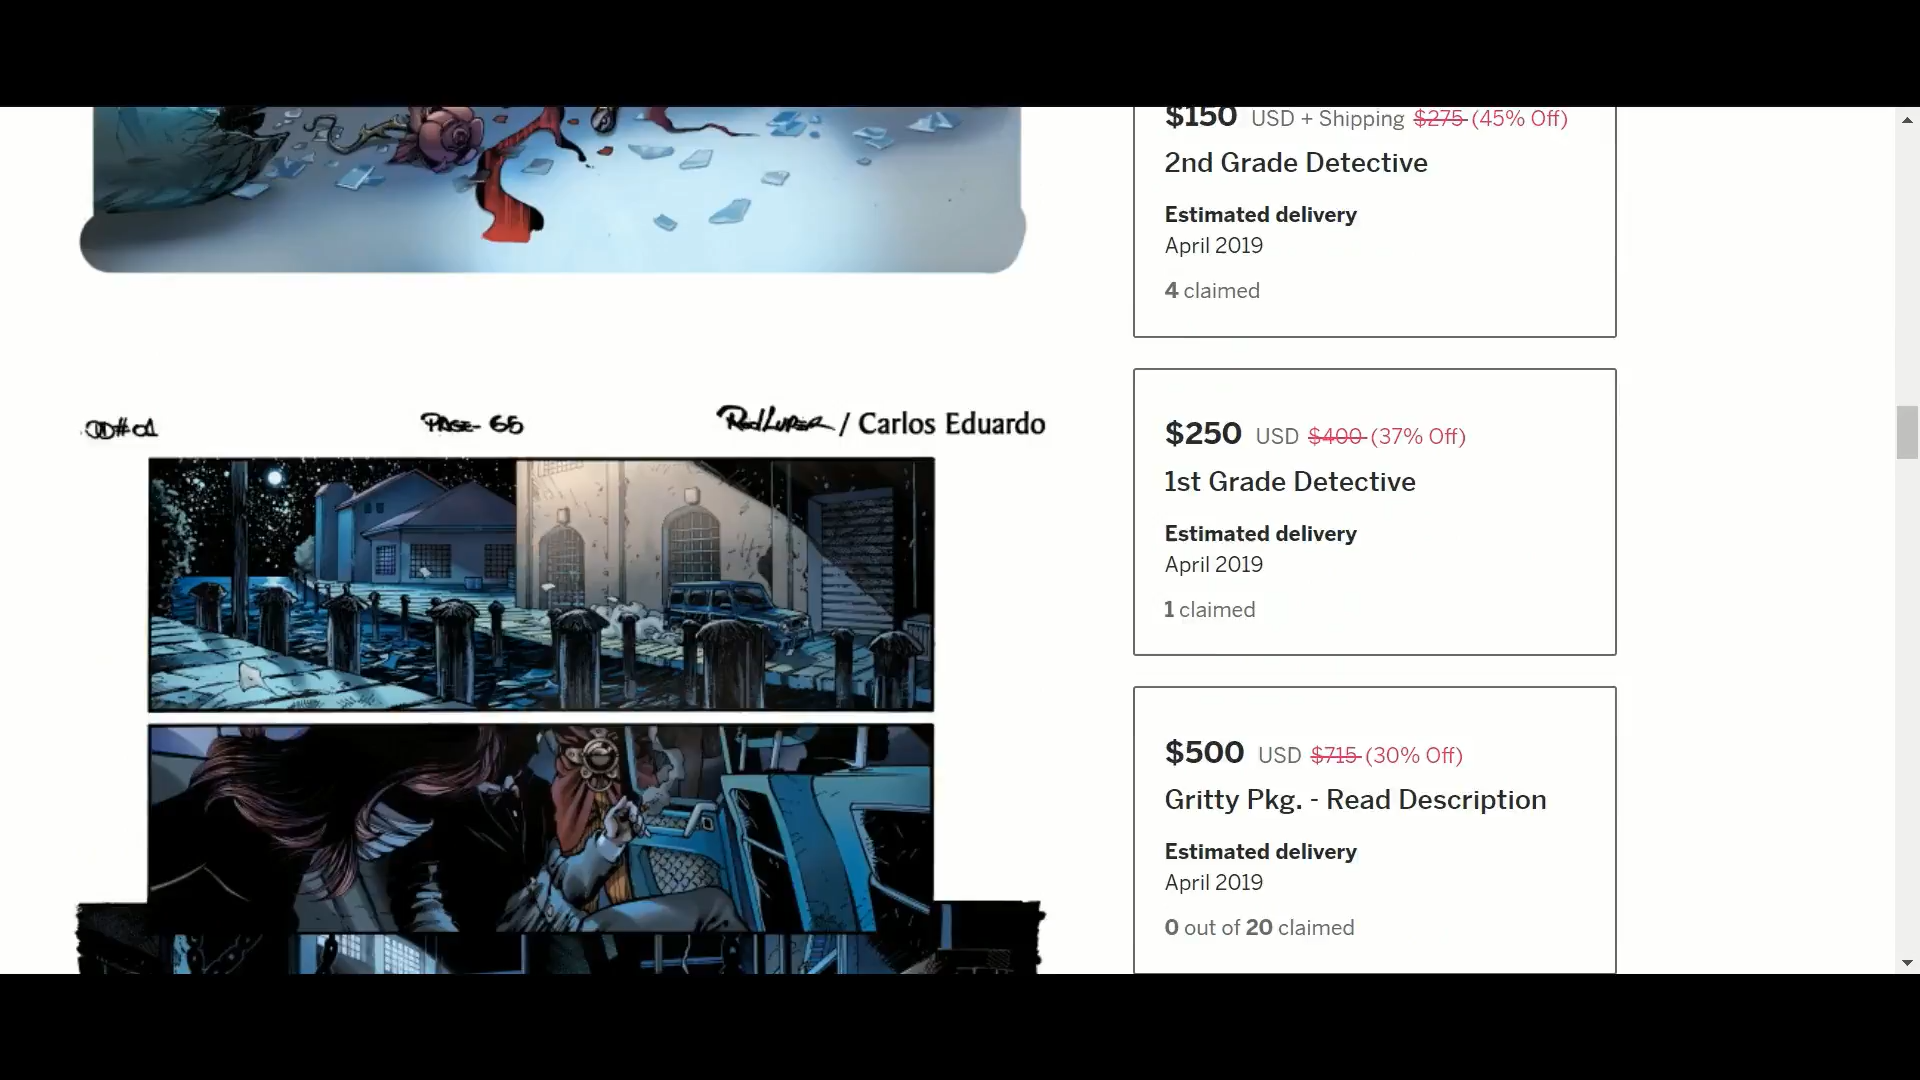 #01
PAGE- 65
/ Carlos Eduardo
$150 USD + Shipping $275 (45% Off)
2nd Grade Detective
Estimated delivery
April 2019
4 claimed
$250 USD $400 (37% Off)
1st Grade Detective
Estimated delivery
April 2019
1 claimed
$500 USD $715 (30% Off)
Gritty Pkg. - Read Description
Estimated delivery
April 2019
0 out of 20 claimed